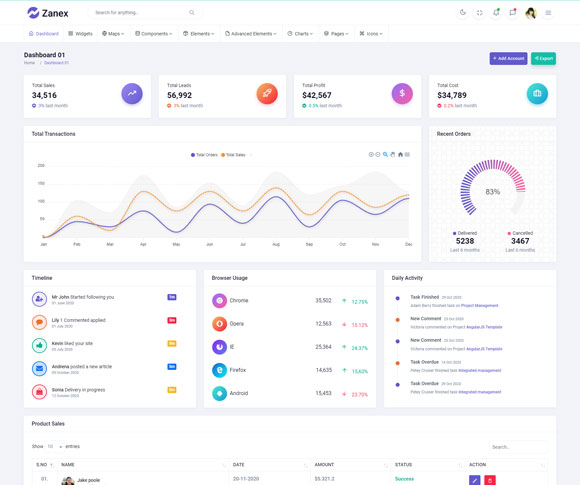 Zanex
Search for anything...
Dashboard Widgets Maps Components Elements Advanced Elements Charts Pages Icons
Dashboard 01
Home / Dashboard 01
+ Add Account
Export
Total Sales
34,516
3% last month
Total Leads
56,992
3% last month
Total Profit
$42,567
0.5% last month
Total Cost
$34,789
0.2% last month
Total Transactions
Total Orders Total Sales
20$
15$
10$
5$
0$
Jan Feb Mar Apr May Jun Jul Aug Sep Oct Nov Dec
Recent Orders
83%
Delivered
5238
Last 6 months
Cancelled
3467
Last 6 months
Timeline
Mr John Started following you
01 June 2020
Lily 1 Commented applied
01 July 2020
Kevin liked your site
05 July 2020
Andrena posted a new article
09 October 2020
Sonia Delivery in progress
12 October 2020
Browser Usage
Chrome 35,502 12.75%
Opera 12,563 15.12%
IE 25,364 24.37%
Firefox 14,635 15,63%
Android 15,453 23.70%
Daily Activity
Task Finished 09 Oct 2020
Adam Berry finished task on Project Management
New Comment 25 Oct 2020
Victoria commented on Project AngularJS Template
New Comment 25 Oct 2020
Victoria commented on Project AngularJS Template
Task Overdue 14 Oct 2020
Petey Cruiser finished task Integrated management
Task Overdue 29 Oct 2020
Petey Cruiser finished task Integrated management
Product Sales
Show 10 entries
Search...
S.NO NAME DATE AMOUNT STATUS ACTION
01. Jake poole 20-11-2020 $5.321.2 Success